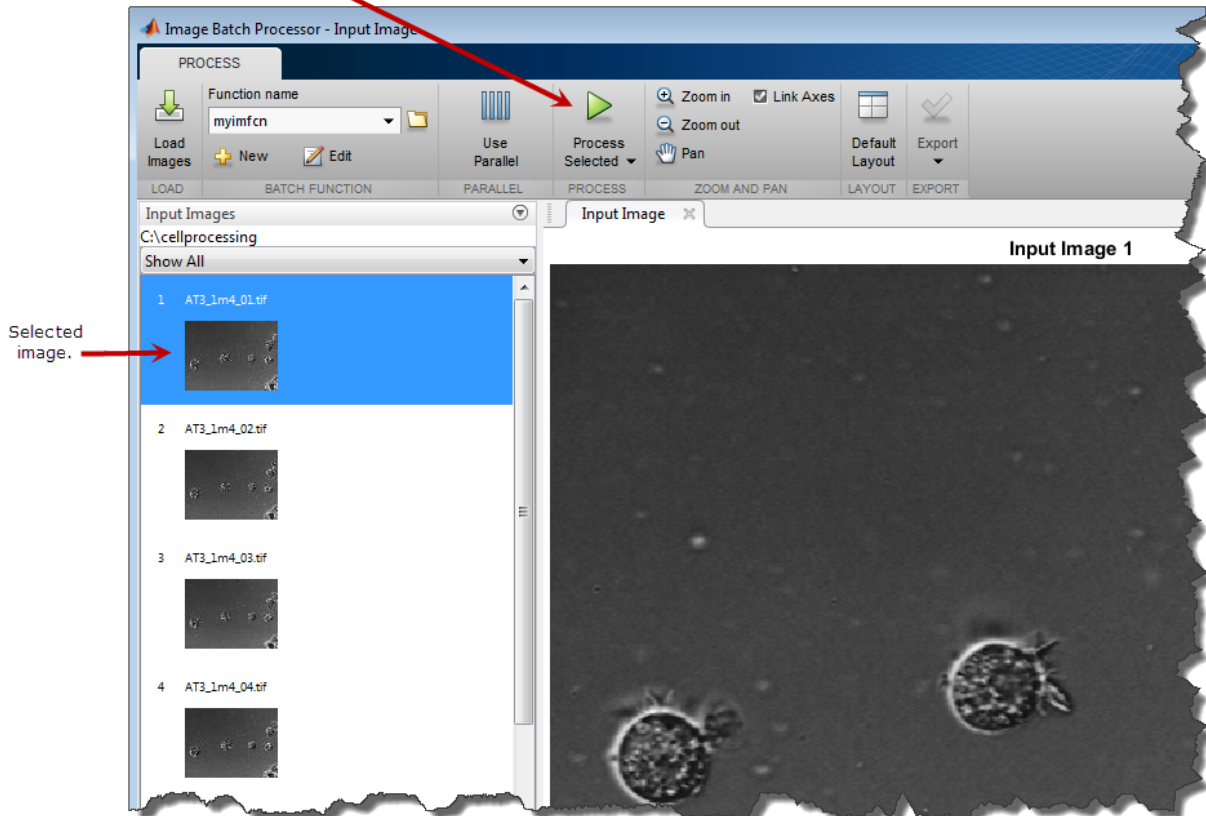 Image Batch Processor - Input Image
PROCESS
Load Images
Function name
myimfcn
New
Edit
Use Parallel
Process Selected
Zoom in
Zoom out
Pan
Link Axes
Default Layout
Export
LOAD
BATCH FUNCTION
PARALLEL
PROCESS
ZOOM AND PAN
LAYOUT
EXPORT
Input Images
C:\cellprocessing
Show All
1 AT3_1m4_01.tif
Selected
image.
2 AT3_1m4_02.tif
3 AT3_1m4_03.tif
4 AT3_1m4_04.tif
Input Image
Input Image 1